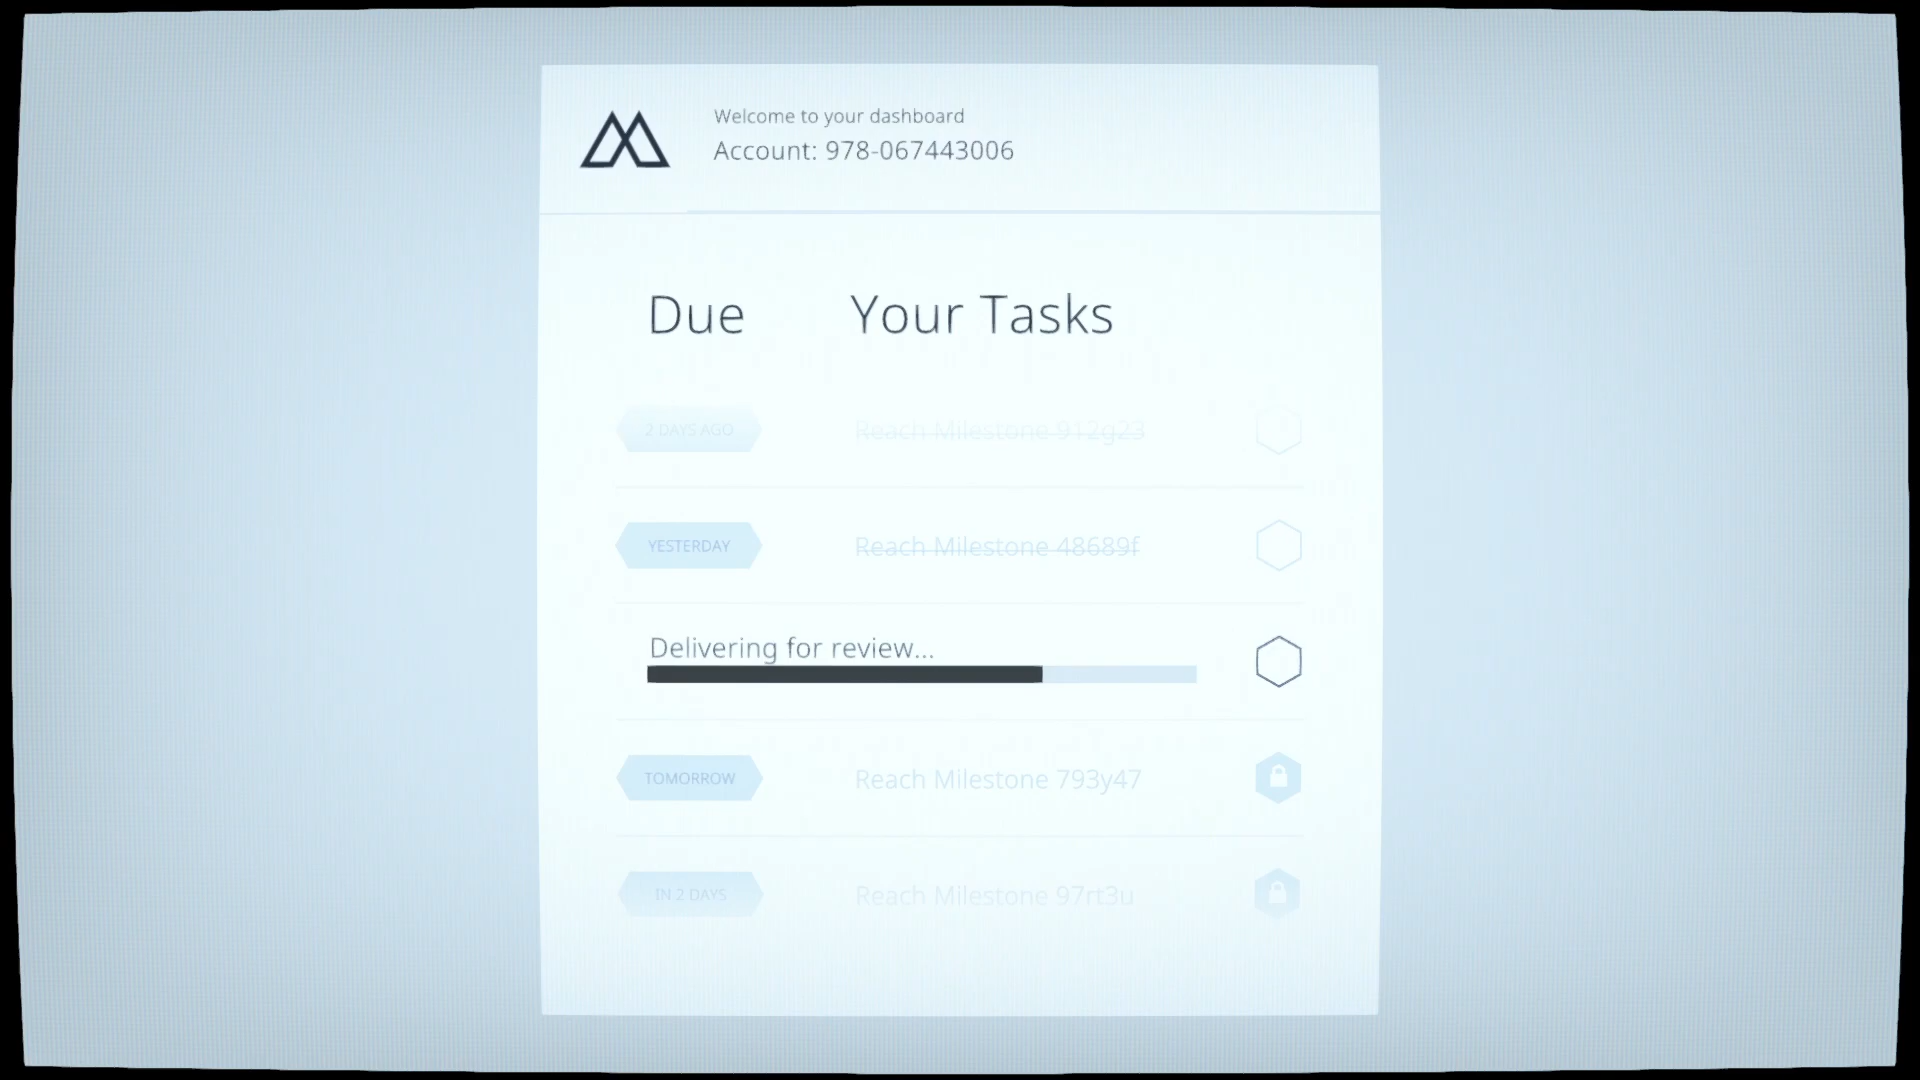 Welcome to your dashboard
Account: 978-067443006
Due Your Tasks
2 DAYS AGO Reach Milestone 912g23
YESTERDAY Reach Milestone 48689f
Delivering for review...
TOMORROW Reach Milestone 793y47
IN 2 DAYS Reach Milestone 97rt3u